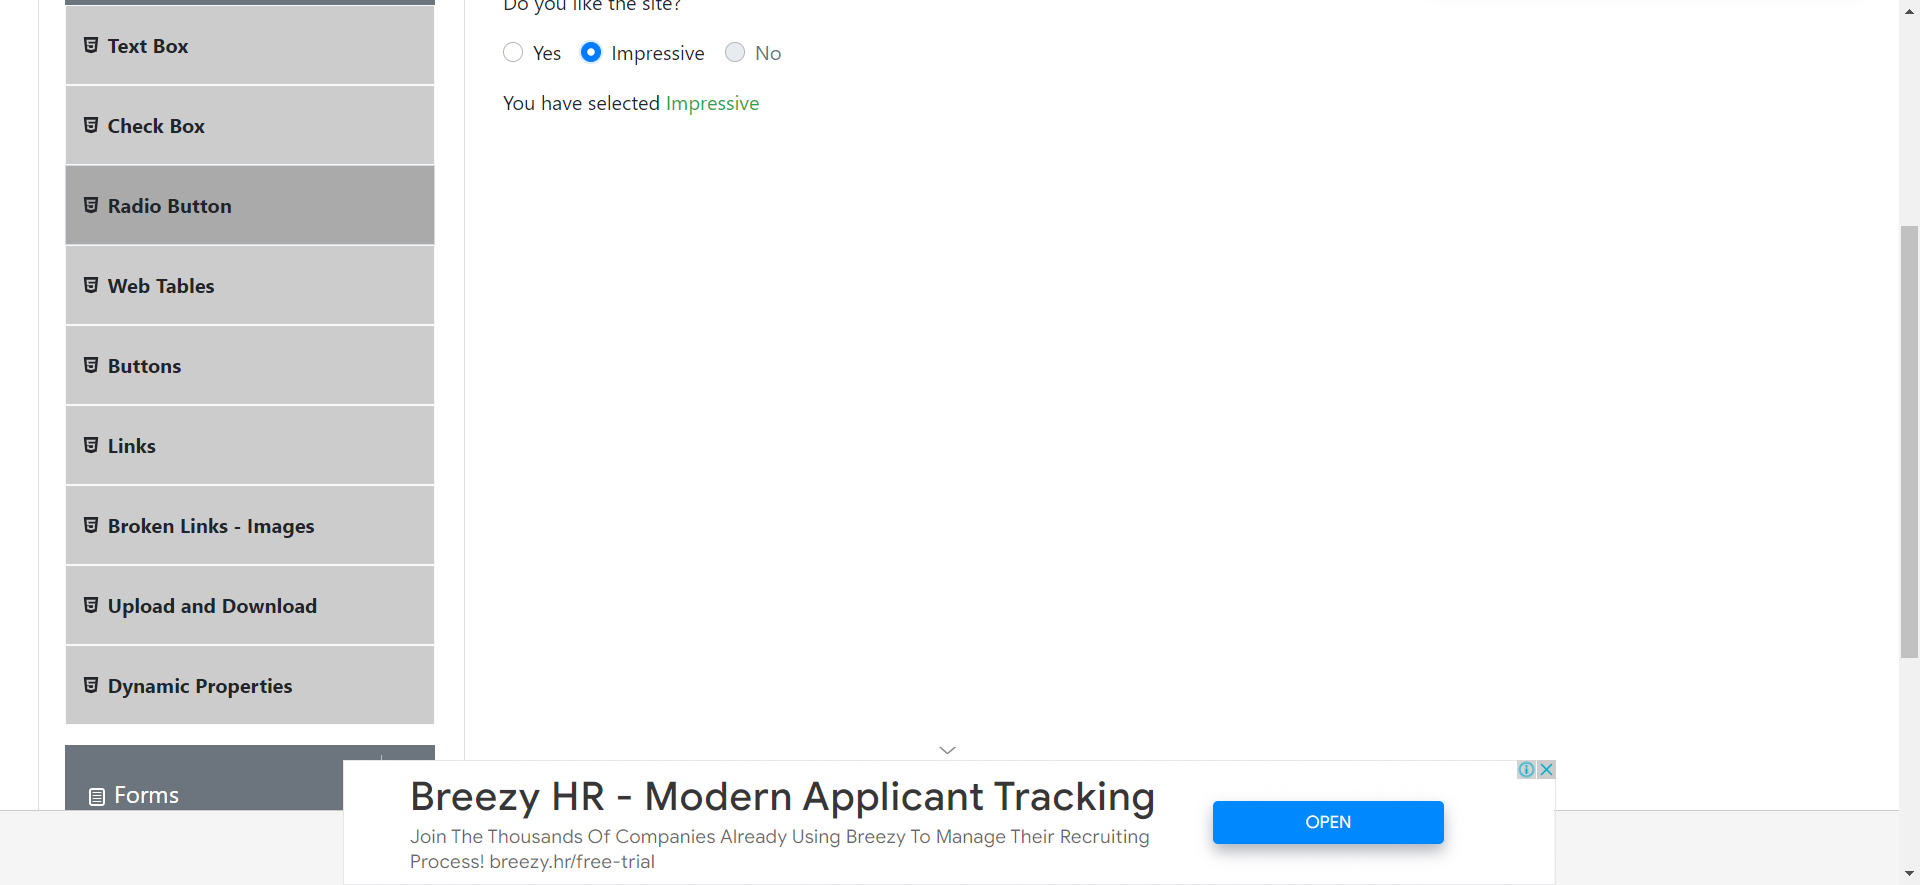 Text Box
Check Box
Radio Button
Web Tables
Buttons
Links
Broken Links - Images
Upload and Download
Dynamic Properties
Forms
Do you like the site?
Yes
Impressive
No
You have selected Impressive
Breezy HR - Modern Applicant Tracking
Join The Thousands Of Companies Already Using Breezy To Manage Their Recruiting
Process! breezy.hr/free-trial
OPEN